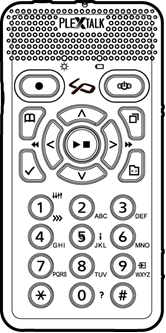 PLEXTALK
1
2 ABC
3 DEF
4 GHI
5 i JKL
6 MNO
7 PQRS
8 TUV
9 WXYZ
*
0 ?
#